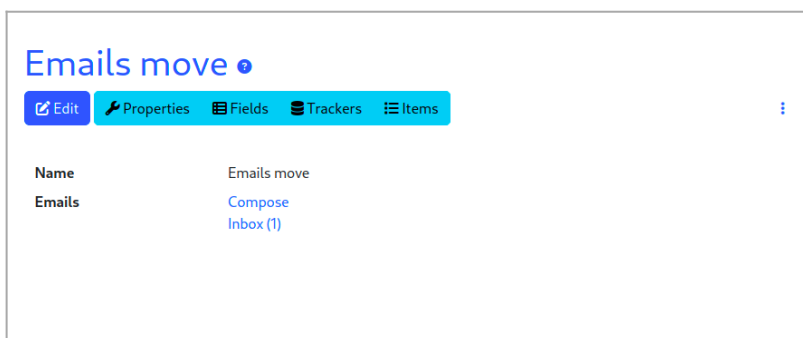 Emails move
Edit Properties Fields Trackers Items
Name Emails move
Emails Compose
Inbox (1)